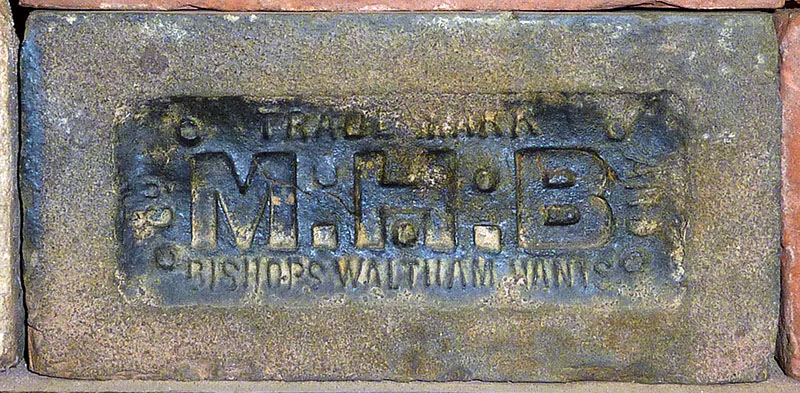 TRADE MARK
M:H:B
BISHOPS WALTHAM. HANTS